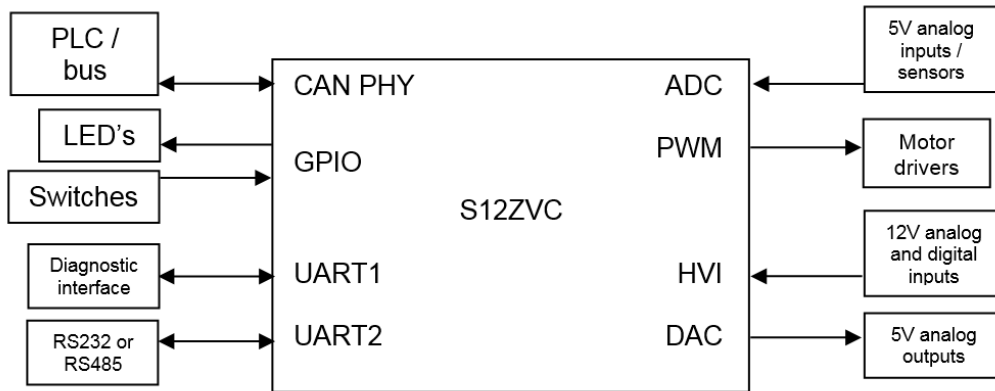 PLC /
bus
LED's
Switches
Diagnostic
interface
RS232 or
RS485
CAN PHY
GPIO
UART1
UART2
S12ZVC
ADC
PWM
HVI
DAC
5V analog
inputs /
sensors
Motor
drivers
12V analog
and digital
inputs
5V analog
outputs